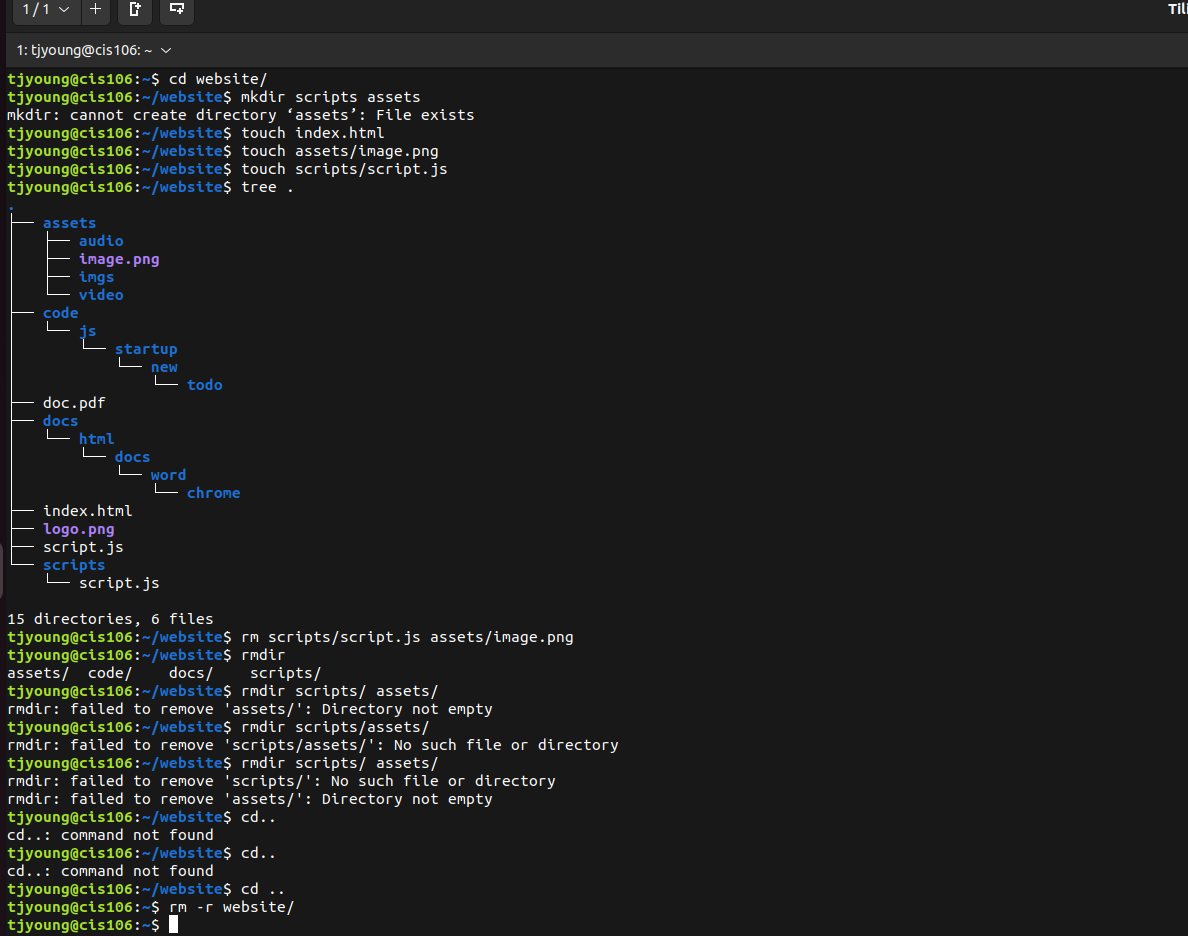 1 / 1
Tili
1: tjyoung@cis106: ~
tjyoung@cis106:~$ cd website/
tjyoung@cis106:~/website$ mkdir scripts assets
mkdir: cannot create directory ‘assets’: File exists
tjyoung@cis106:~/website$ touch index.html
tjyoung@cis106:~/website$ touch assets/image.png
tjyoung@cis106:~/website$ touch scripts/script.js
tjyoung@cis106:~/website$ tree .
.
├── assets
│   ├── audio
│   ├── image.png
│   ├── imgs
│   └── video
├── code
│   └── js
│       └── startup
│           └── new
│               └── todo
├── doc.pdf
├── docs
│   └── html
│       └── docs
│           └── word
│               └── chrome
├── index.html
├── logo.png
├── script.js
└── scripts
    └── script.js
15 directories, 6 files
tjyoung@cis106:~/website$ rm scripts/script.js assets/image.png
tjyoung@cis106:~/website$ rmdir
assets/  code/    docs/    scripts/
tjyoung@cis106:~/website$ rmdir scripts/ assets/
rmdir: failed to remove 'assets/': Directory not empty
tjyoung@cis106:~/website$ rmdir scripts/assets/
rmdir: failed to remove 'scripts/assets/': No such file or directory
tjyoung@cis106:~/website$ rmdir scripts/ assets/
rmdir: failed to remove 'scripts/': No such file or directory
rmdir: failed to remove 'assets/': Directory not empty
tjyoung@cis106:~/website$ cd..
cd..: command not found
tjyoung@cis106:~/website$ cd..
cd..: command not found
tjyoung@cis106:~/website$ cd ..
tjyoung@cis106:~$ rm -r website/
tjyoung@cis106:~$